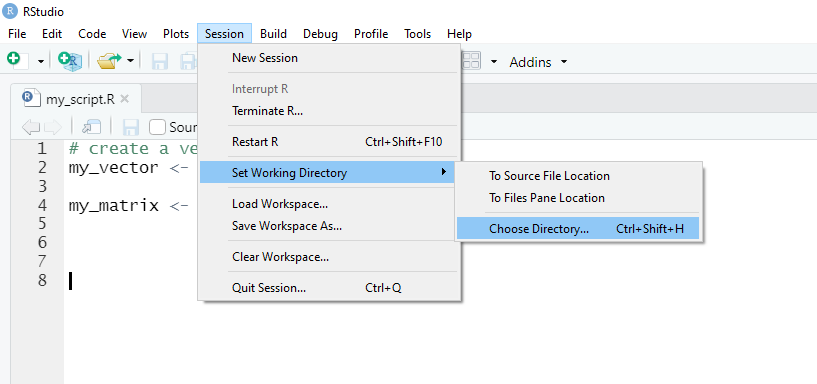 RStudio
File Edit Code View Plots Session Build Debug Profile Tools Help
Addins
my_script.R
Sour
1 # create a ve
2 my_vector <-
3
4 my_matrix <-
5
6
7
8
New Session
Interrupt R
Terminate R...
Restart R Ctrl+Shift+F10
Set Working Directory
Load Workspace...
Save Workspace As...
Clear Workspace...
Quit Session... Ctrl+Q
To Source File Location
To Files Pane Location
Choose Directory... Ctrl+Shift+H